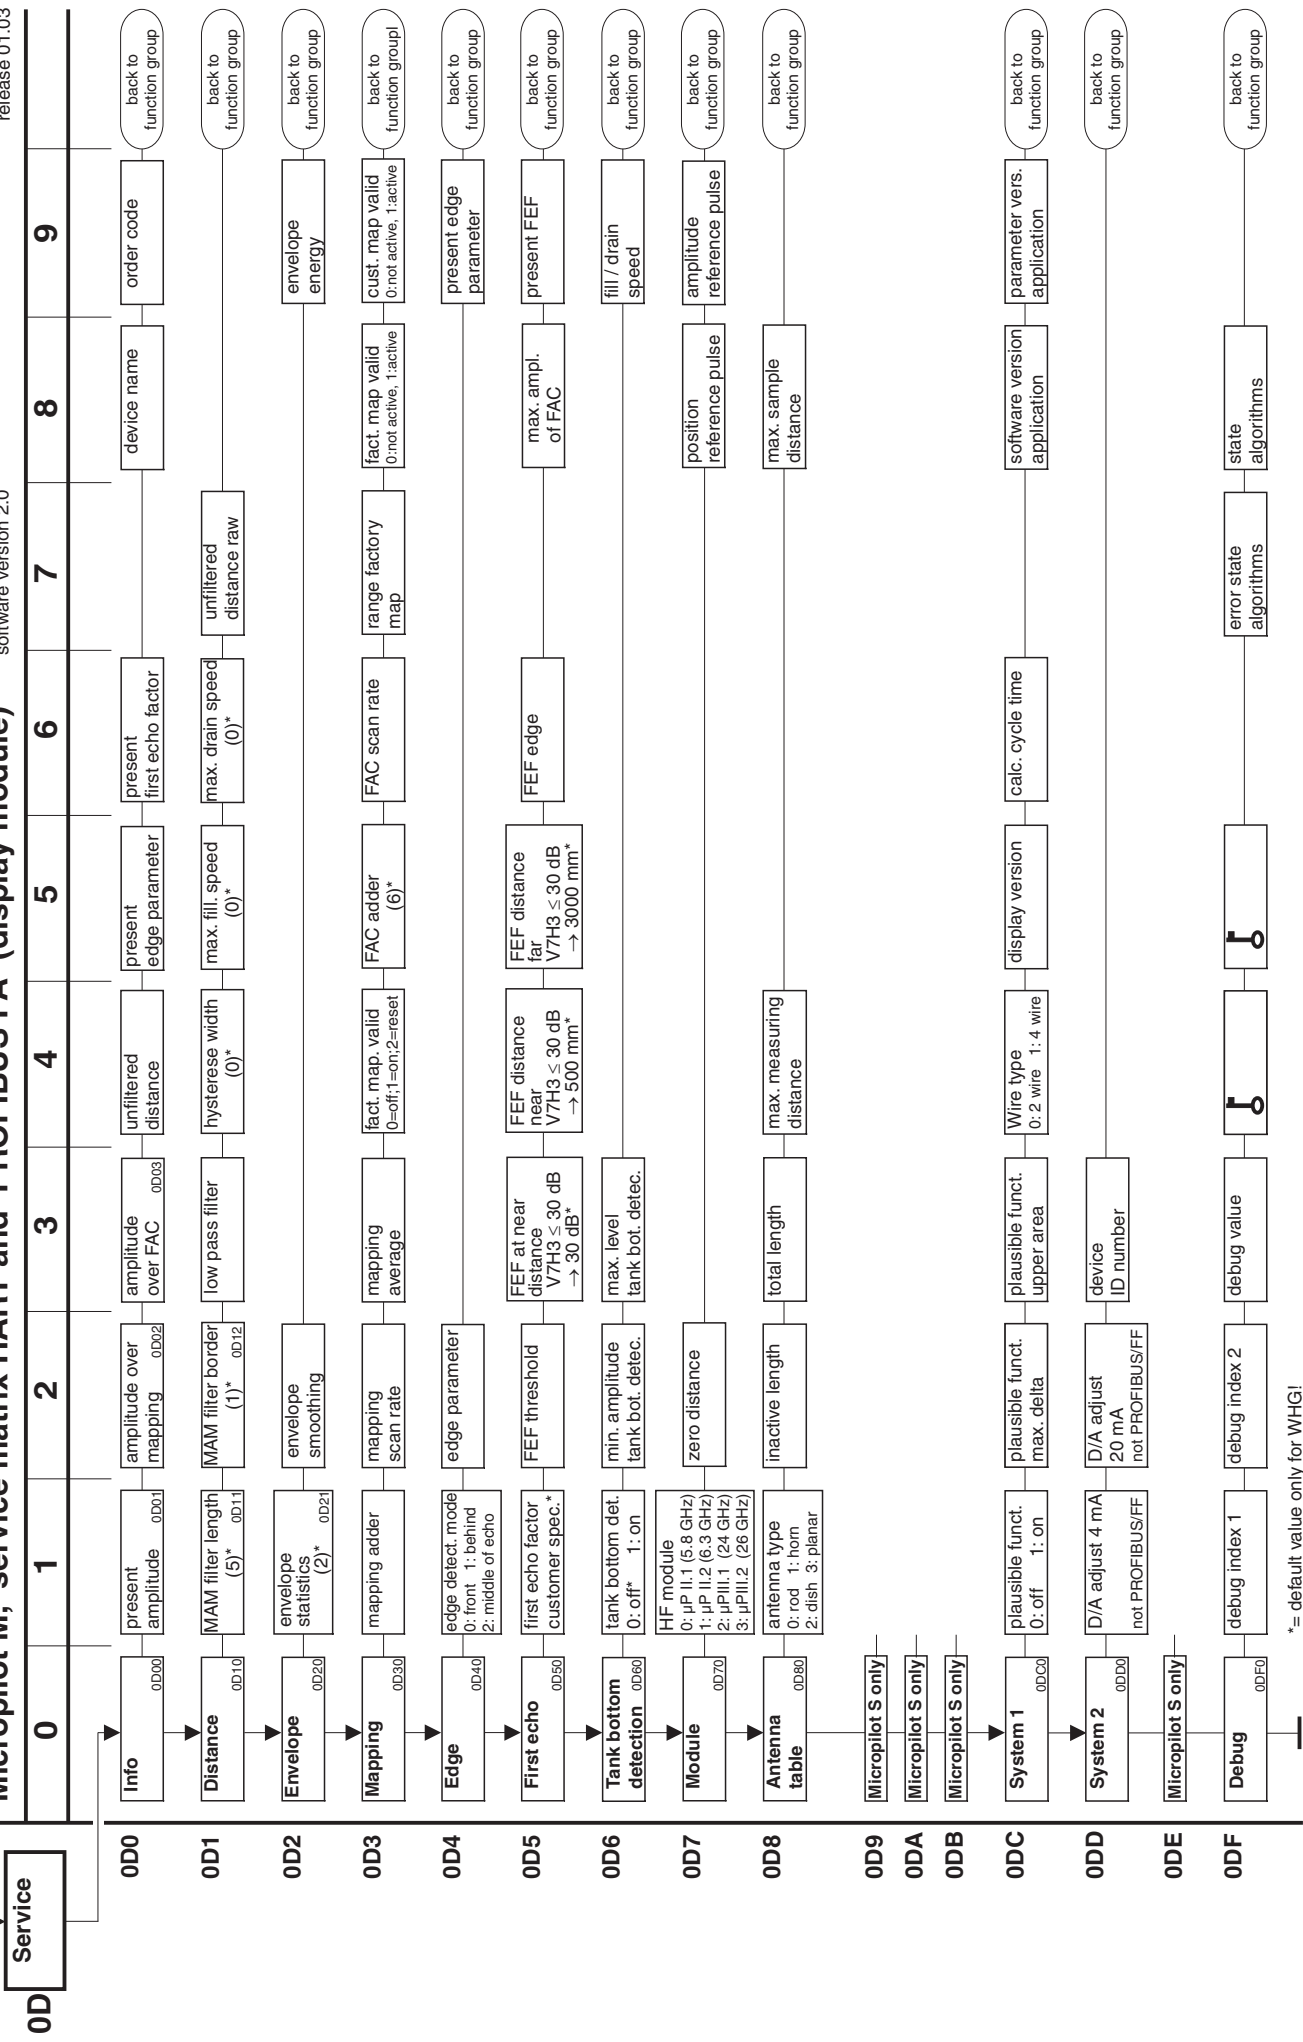 Micropilot M, service matrix HART and PROFIBUS PA (display module)
software version 2.0
release 01.03
0D
Service
0
1
2
3
4
5
6
7
8
9
0D0
Info
0D00
present
amplitude
0D01
amplitude over
mapping
0D02
amplitude
over FAC
0D03
unfiltered
distance
present
edge parameter
present
first echo factor
device name
order code
back to
function group
0D1
Distance
0D10
MAM filter length
(5)*
0D11
MAM filter border
(1)*
0D12
low pass filter
hysterese width
(0)*
max. fill. speed
(0)*
max. drain speed
(0)*
unfiltered
distance raw
back to
function group
0D2
Envelope
0D20
envelope
statistics
(2)*
0D21
envelope
smoothing
envelope
energy
back to
function group
0D3
Mapping
0D30
mapping adder
mapping
scan rate
mapping
average
fact. map. valid
0=off;1=on;2=reset
FAC adder
(6)*
FAC scan rate
range factory
map
fact. map valid
0:not active, 1:active
cust. map valid
0:not active, 1:active
back to
function groupl
0D4
Edge
0D40
edge detect. mode
0: front 1: behind
2: middle of echo
edge parameter
present edge
parameter
back to
function group
0D5
First echo
0D50
first echo factor
customer spec.*
FEF threshold
FEF at near
distance
V7H3 ≤ 30 dB
→ 30 dB*
FEF distance
near
V7H3 ≤ 30 dB
→ 500 mm*
FEF distance
far
V7H3 ≤ 30 dB
→ 3000 mm*
FEF edge
max. ampl.
of FAC
present FEF
back to
function group
0D6
Tank bottom
detection
0D60
tank bottom det.
0: off* 1: on
min. amplitude
tank bot. detec.
max. level
tank bot. detec.
fill / drain
speed
back to
function group
0D7
Module
0D70
HF module
0: µP II.1 (5.8 GHz)
1: µP II.2 (6.3 GHz)
2: µPIII.1 (24 GHz)
3: µPIII.2 (26 GHz)
zero distance
position
reference pulse
amplitude
reference pulse
back to
function group
0D8
Antenna
table
0D80
antenna type
0: rod 1: horn
2: dish 3: planar
inactive length
total length
max. measuring
distance
max. sample
distance
back to
function group
0D9
Micropilot S only
0DA
Micropilot S only
0DB
Micropilot S only
0DC
System 1
0DC0
plausible funct.
0: off 1: on
plausible funct.
max. delta
plausible funct.
upper area
Wire type
0: 2 wire 1: 4 wire
display version
calc. cycle time
software version
application
parameter vers.
application
back to
function group
0DD
System 2
0DD0
D/A adjust 4 mA
not PROFIBUS/FF
D/A adjust
20 mA
not PROFIBUS/FF
device
ID number
back to
function group
0DE
Micropilot S only
0DF
Debug
0DF0
debug index 1
debug index 2
debug value
error state
algorithms
state
algorithms
back to
function group
*= default value only for WHG!